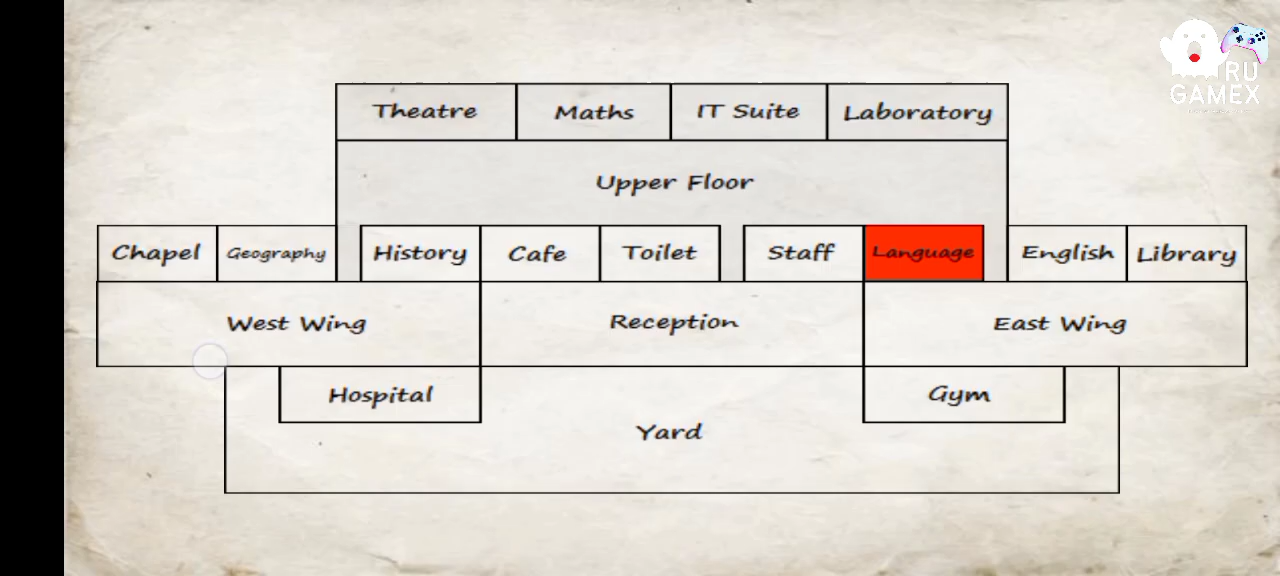 RU
GAMEX
Theatre
Maths
IT Suite
Laboratory
Upper Floor
Chapel
Geography
History
Cafe
Toilet
Staff
Language
English
Library
West Wing
Reception
East Wing
Hospital
Gym
Yard